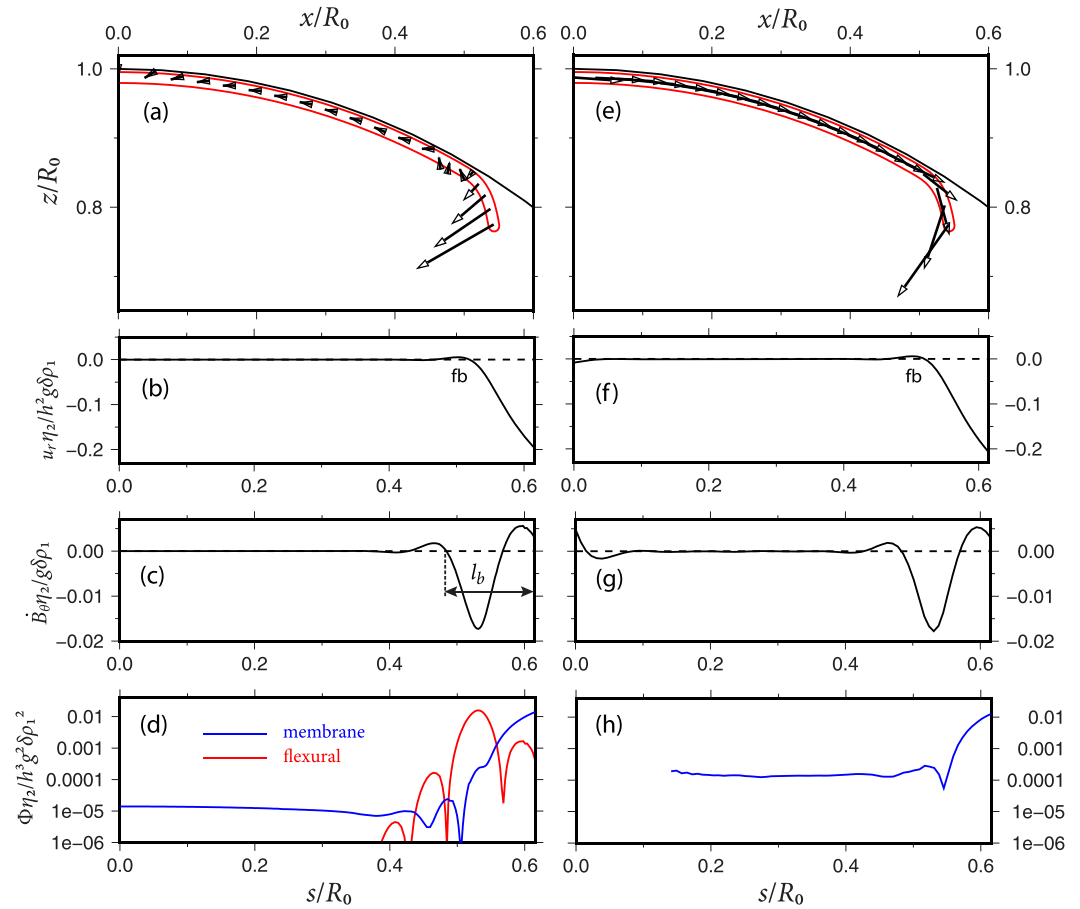 x/R₀ x/R₀
0.0 0.2 0.4 0.6 0.0 0.2 0.4 0.6
1.0 (a) (e) 1.0
z/R₀
0.8 0.8
0.0 (b) fb (f) fb 0.0
−0.1 −0.1
−0.2 −0.2
uᵣη₂/h²gδρ₁
0.0 0.2 0.4 0.6 0.0 0.2 0.4 0.6
0.00 (c) l_b (g) 0.00
−0.01 −0.01
−0.02 −0.02
Ḃ_θη₂/gδρ₁
0.0 0.2 0.4 0.6 0.0 0.2 0.4 0.6
0.01 (d) membrane (h) 0.01
0.001 flexural 0.001
0.0001 0.0001
1e−05 1e−05
1e−06 1e−06
Φη₂/h³g²δρ₁²
0.0 0.2 0.4 0.6 0.0 0.2 0.4 0.6
s/R₀ s/R₀